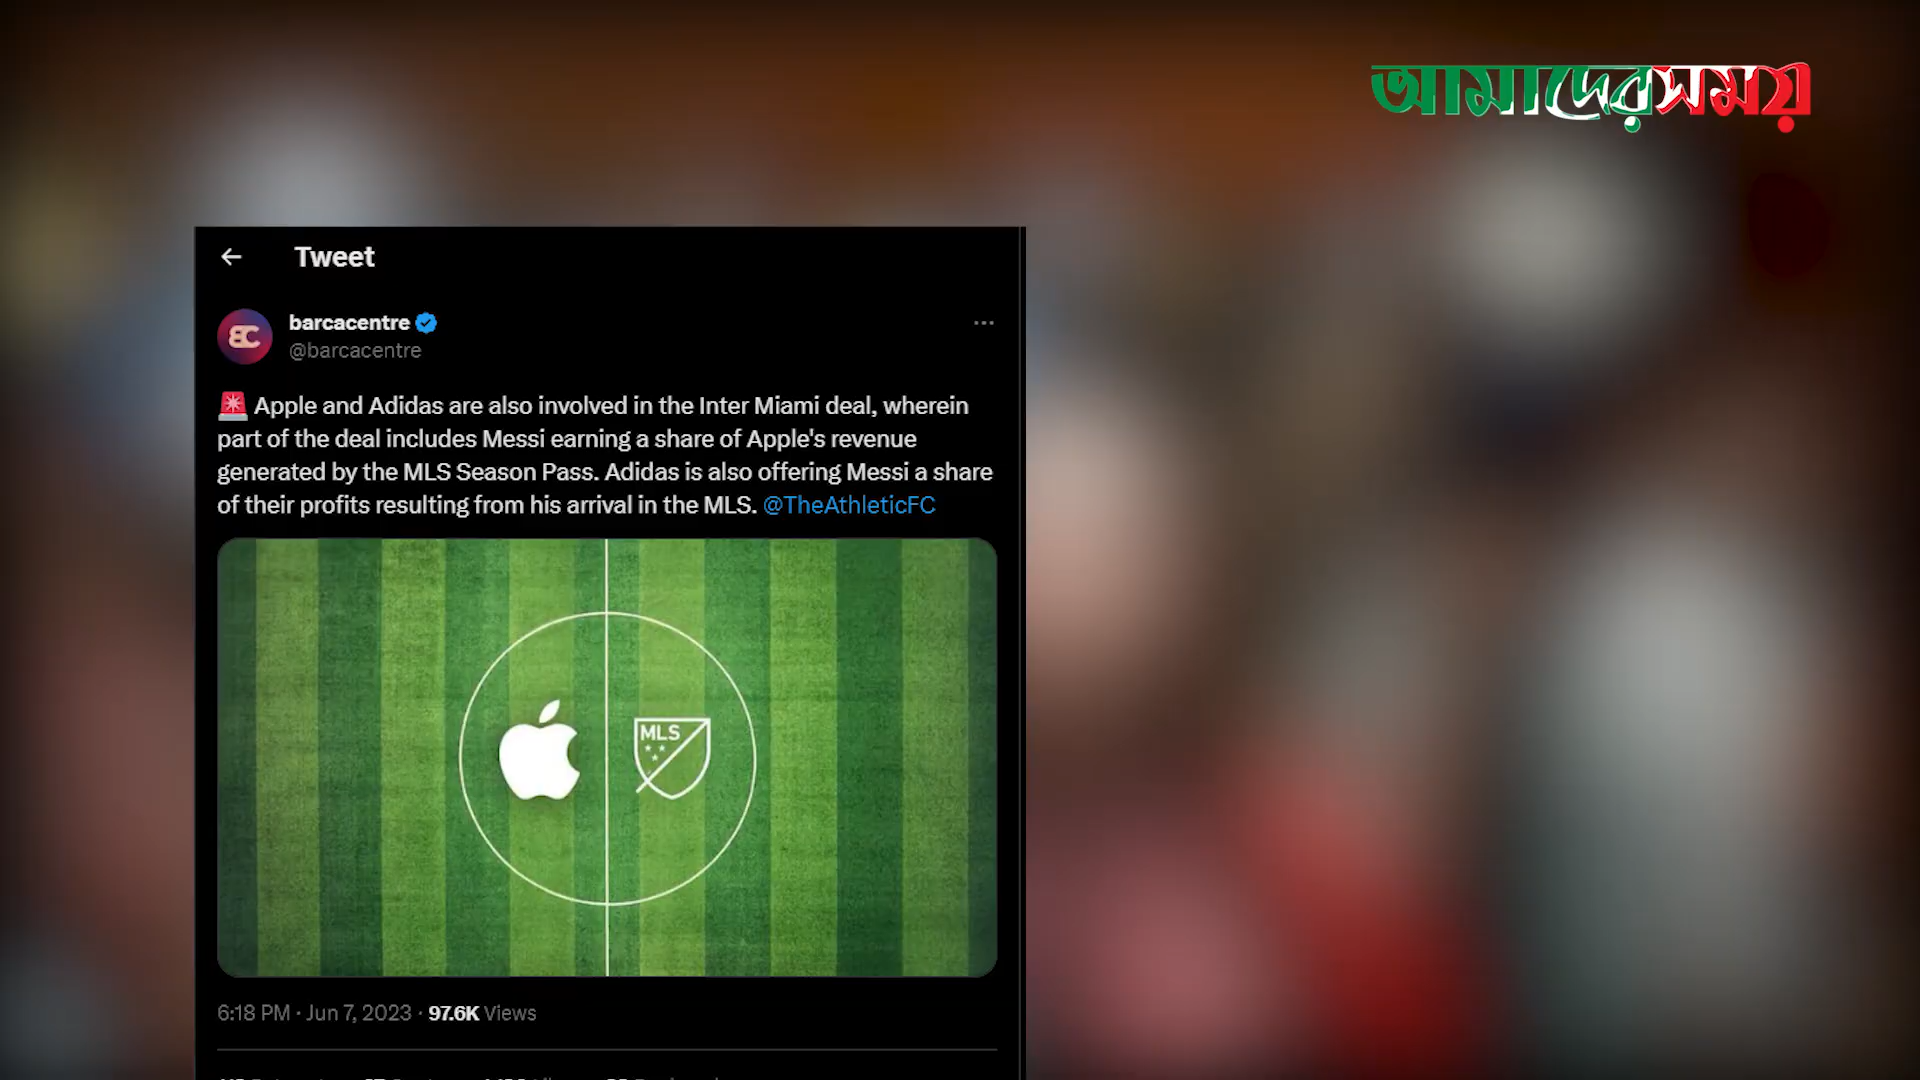 আমাদের সময়
Tweet
barcacentre
@barcacentre
🚨 Apple and Adidas are also involved in the Inter Miami deal, wherein
part of the deal includes Messi earning a share of Apple's revenue
generated by the MLS Season Pass. Adidas is also offering Messi a share
of their profits resulting from his arrival in the MLS. @TheAthleticFC
MLS
6:18 PM · Jun 7, 2023 · 97.6K Views